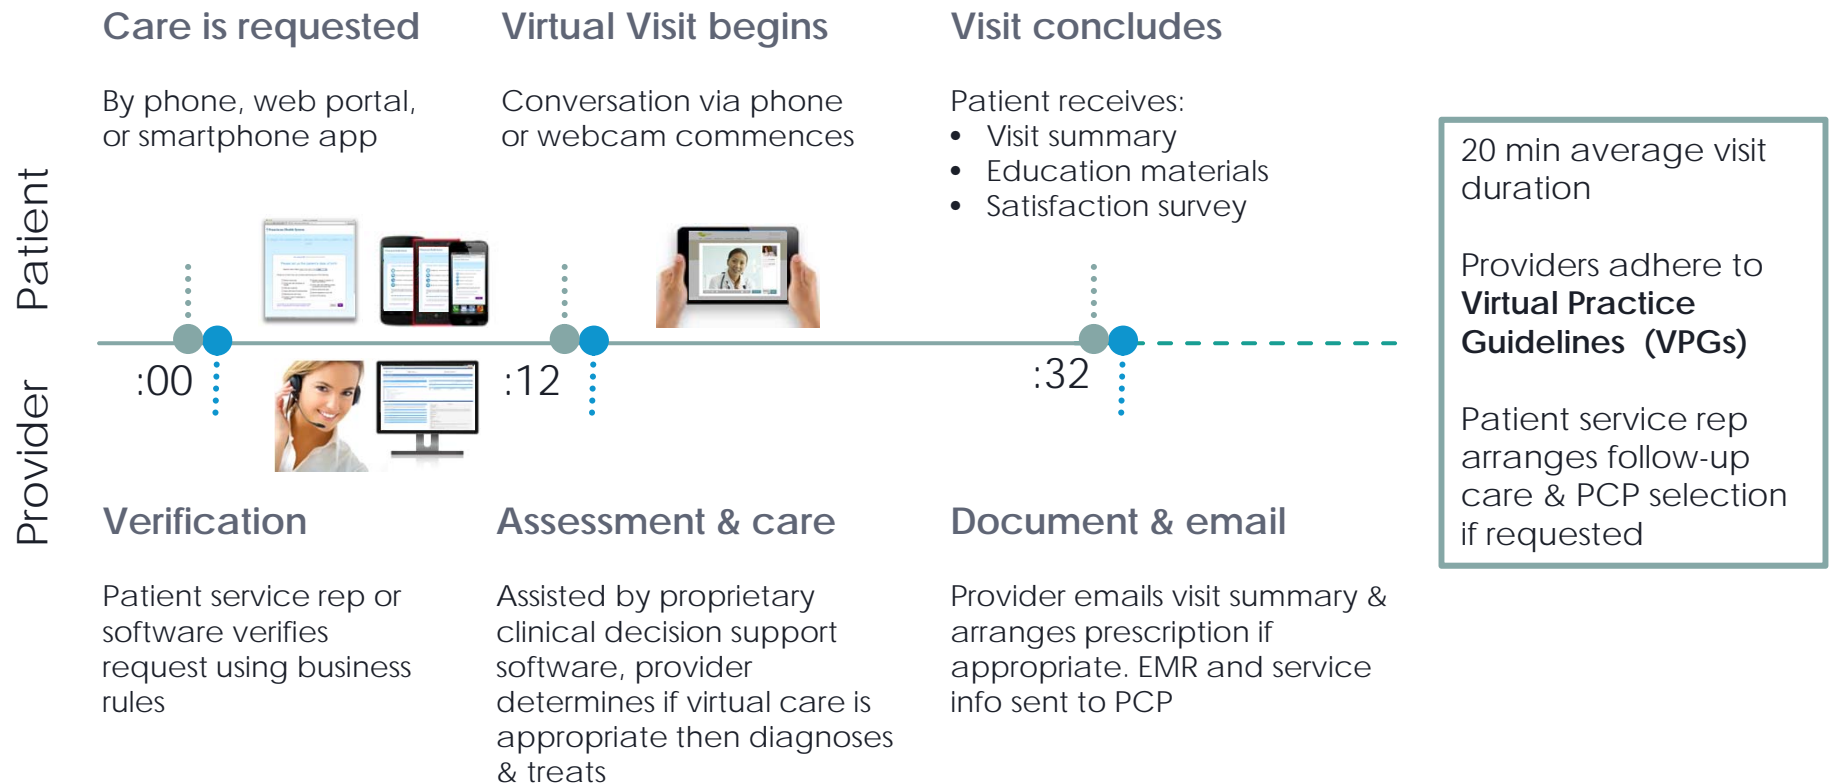 Care is requested
By phone, web portal,
or smartphone app
Virtual Visit begins
Conversation via phone
or webcam commences
Visit concludes
Patient receives:
• Visit summary
• Education materials
• Satisfaction survey
Patient
:00
:12
:32
Provider
Verification
Patient service rep or
software verifies
request using business
rules
Assessment & care
Assisted by proprietary
clinical decision support
software, provider
determines if virtual care is
appropriate then diagnoses
& treats
Document & email
Provider emails visit summary &
arranges prescription if
appropriate. EMR and service
info sent to PCP
20 min average visit
duration
Providers adhere to
Virtual Practice
Guidelines (VPGs)
Patient service rep
arranges follow-up
care & PCP selection
if requested